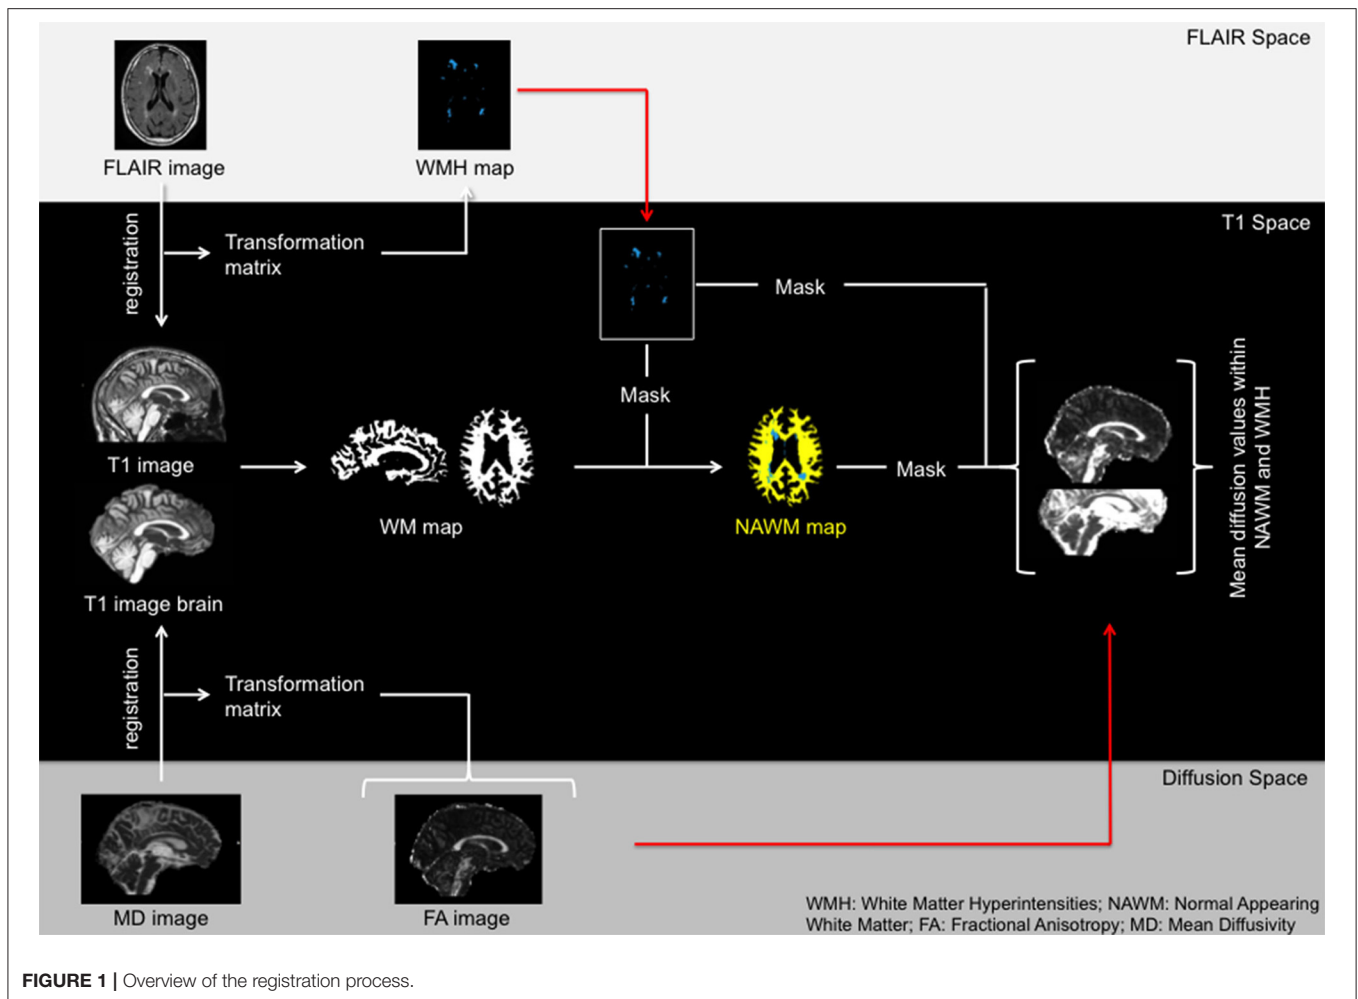 FLAIR Space
FLAIR image
WMH map
T1 Space
registration
Transformation
matrix
Mask
Mask
T1 image
WM map
NAWM map
Mask
Mean diffusion values within
NAWM and WMH
T1 image brain
registration
Transformation
matrix
Diffusion Space
MD image
FA image
WMH: White Matter Hyperintensities; NAWM: Normal Appearing
White Matter; FA: Fractional Anisotropy; MD: Mean Diffusivity
FIGURE 1 | Overview of the registration process.